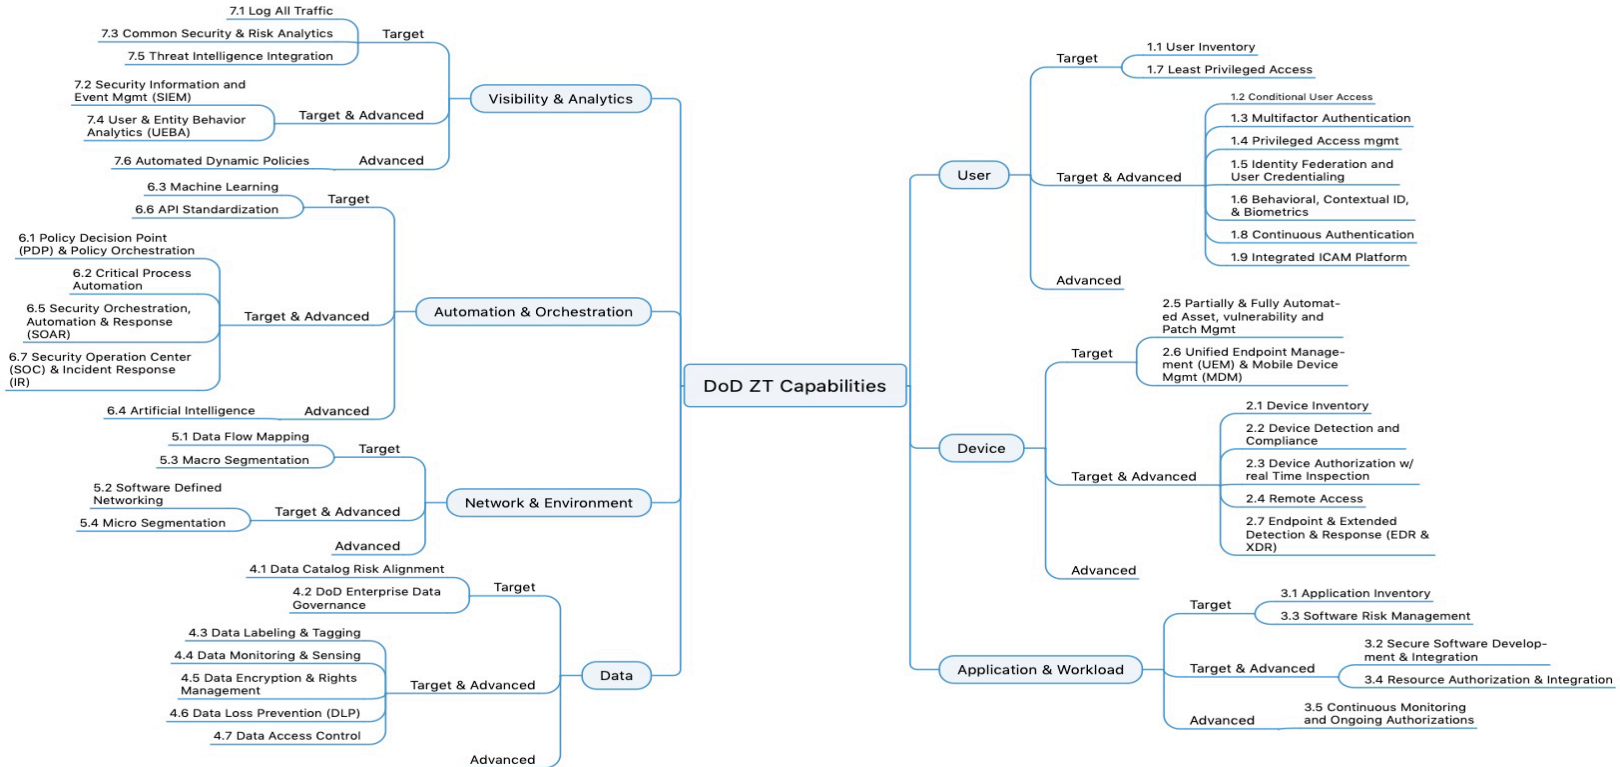 DoD ZT Capabilities
Visibility & Analytics
Target
7.1 Log All Traffic
7.3 Common Security & Risk Analytics
7.5 Threat Intelligence Integration
Target & Advanced
7.2 Security Information and
Event Mgmt (SIEM)
7.4 User & Entity Behavior
Analytics (UEBA)
Advanced
7.6 Automated Dynamic Policies
Automation & Orchestration
Target
6.3 Machine Learning
6.6 API Standardization
Target & Advanced
6.1 Policy Decision Point
(PDP) & Policy Orchestration
6.2 Critical Process
Automation
6.5 Security Orchestration,
Automation & Response
(SOAR)
6.7 Security Operation Center
(SOC) & Incident Response
(IR)
Advanced
6.4 Artificial Intelligence
Network & Environment
Target
5.1 Data Flow Mapping
5.3 Macro Segmentation
Target & Advanced
5.2 Software Defined
Networking
5.4 Micro Segmentation
Advanced
Data
Target
4.1 Data Catalog Risk Alignment
4.2 DoD Enterprise Data
Governance
Target & Advanced
4.3 Data Labeling & Tagging
4.4 Data Monitoring & Sensing
4.5 Data Encryption & Rights
Management
4.6 Data Loss Prevention (DLP)
4.7 Data Access Control
Advanced
User
Target
1.1 User Inventory
1.7 Least Privileged Access
Target & Advanced
1.2 Conditional User Access
1.3 Multifactor Authentication
1.4 Privileged Access mgmt
1.5 Identity Federation and
User Credentialing
1.6 Behavioral, Contextual ID,
& Biometrics
1.8 Continuous Authentication
1.9 Integrated ICAM Platform
Advanced
Device
Target
2.5 Partially & Fully Automat-
ed Asset, vulnerability and
Patch Mgmt
2.6 Unified Endpoint Manage-
ment (UEM) & Mobile Device
Mgmt (MDM)
Target & Advanced
2.1 Device Inventory
2.2 Device Detection and
Compliance
2.3 Device Authorization w/
real Time Inspection
2.4 Remote Access
2.7 Endpoint & Extended
Detection & Response (EDR &
XDR)
Advanced
Application & Workload
Target
3.1 Application Inventory
3.3 Software Risk Management
Target & Advanced
3.2 Secure Software Develop-
ment & Integration
3.4 Resource Authorization & Integration
Advanced
3.5 Continuous Monitoring
and Ongoing Authorizations